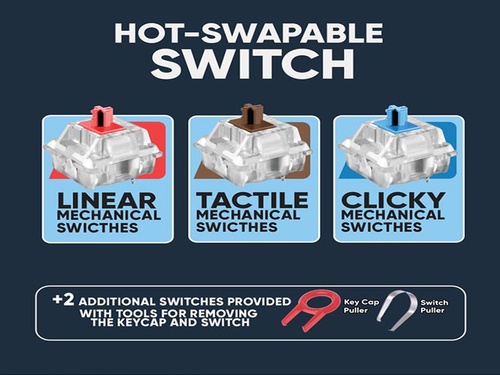 HOT-SWAPABLE
SWITCH
LINEAR
MECHANICAL
SWICTHES
TACTILE
MECHANICAL
SWICTHES
CLICKY
MECHANICAL
SWICTHES
+2 ADDITIONAL SWITCHES PROVIDED
WITH TOOLS FOR REMOVING
THE KEYCAP AND SWITCH
Key Cap
Puller
Switch
Puller